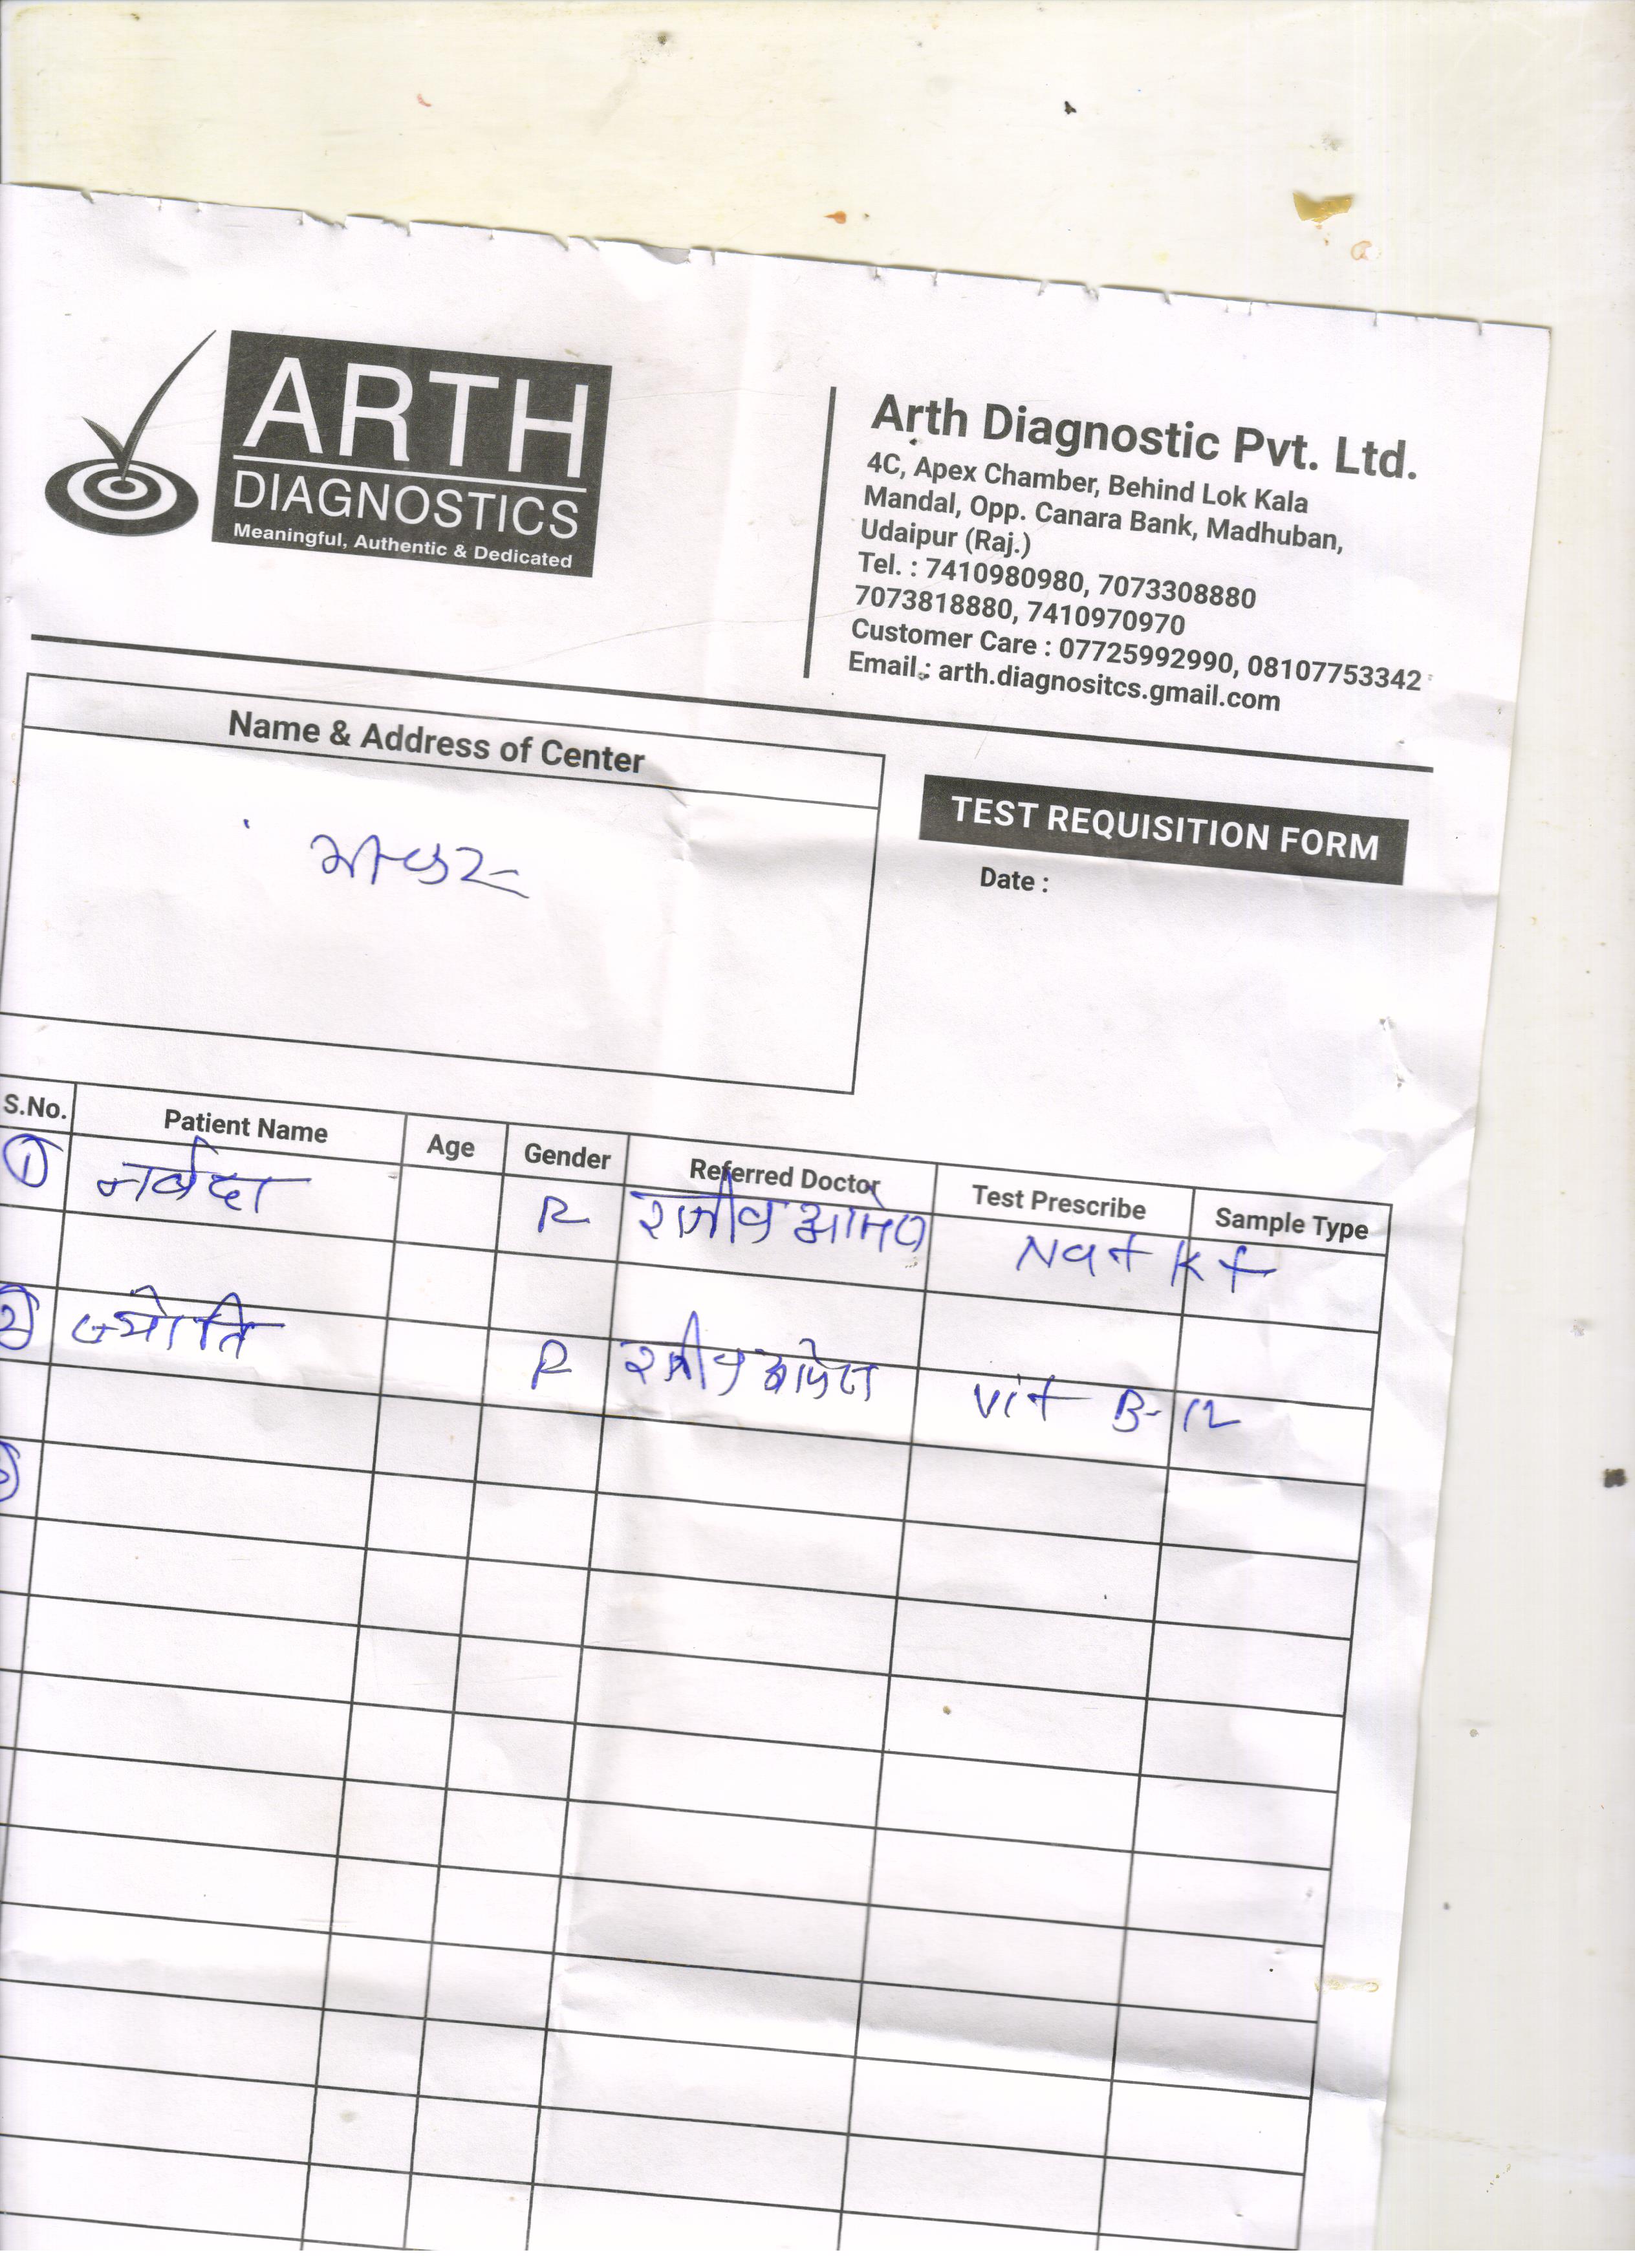 ARTH
DIAGNOSTICS
Meaningful, Authentic & Dedicated
Arth Diagnostic Pvt. Ltd.
4C, Apex Chamber, Behind Lok Kala
Mandal, Opp. Canara Bank, Madhuban,
Udaipur (Raj.)
Tel. : 7410980980, 7073308880
7073818880, 7410970970
Customer Care : 07725992990, 08107753342
Email : arth.diagnositcs.gmail.com
Name & Address of Center
TEST REQUISITION FORM
Date :
S.No. Patient Name Age Gender Referred Doctor Test Prescribe Sample Type
1 नर्बदा Na+ K+
2 ज्योति Vit B-12